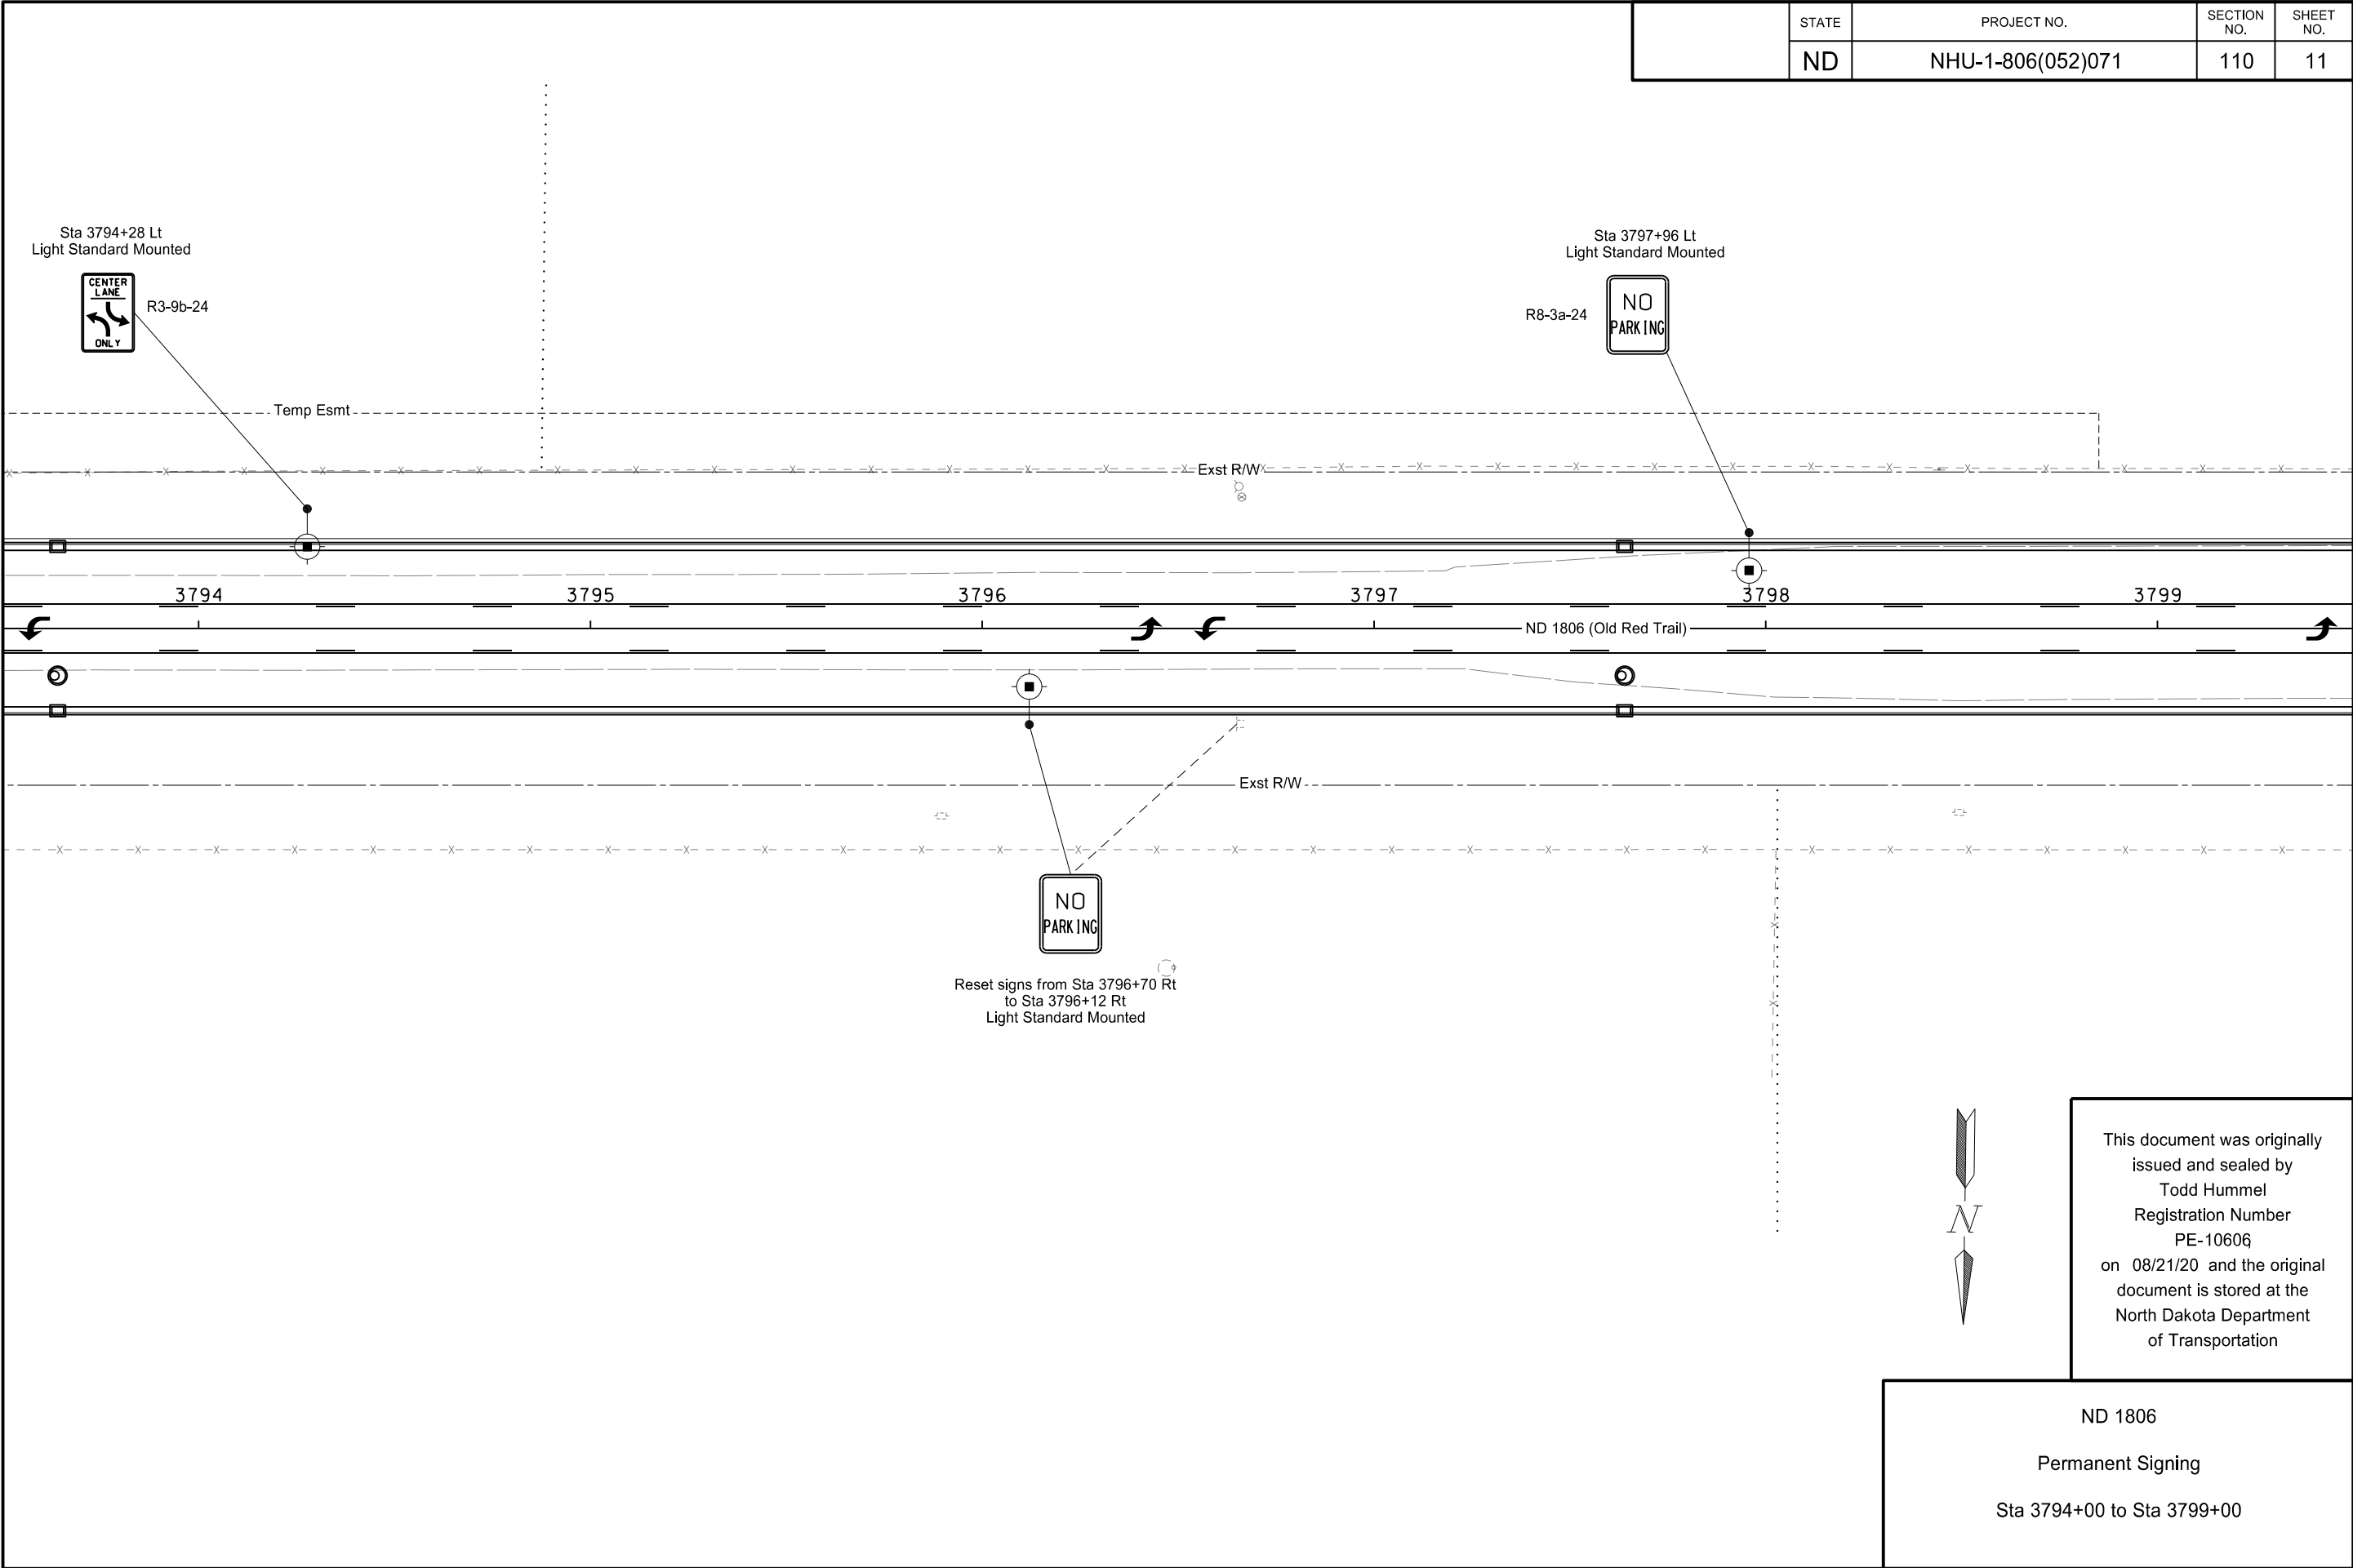 STATE
PROJECT NO.
SECTION
NO.
SHEET
NO.
ND
NHU-1-806(052)071
110
11
Sta 3794+28 Lt
Light Standard Mounted
CENTER
LANE
ONLY
R3-9b-24
Sta 3797+96 Lt
Light Standard Mounted
R8-3a-24
NO
PARKING
Temp Esmt
Exst R/W
3794
3795
3796
3797
3798
3799
ND 1806 (Old Red Trail)
Exst R/W
NO
PARKING
Reset signs from Sta 3796+70 Rt
to Sta 3796+12 Rt
Light Standard Mounted
N
This document was originally
issued and sealed by
Todd Hummel
Registration Number
PE-10606,
on 08/21/20 and the original
document is stored at the
North Dakota Department
of Transportation
ND 1806
Permanent Signing
Sta 3794+00 to Sta 3799+00